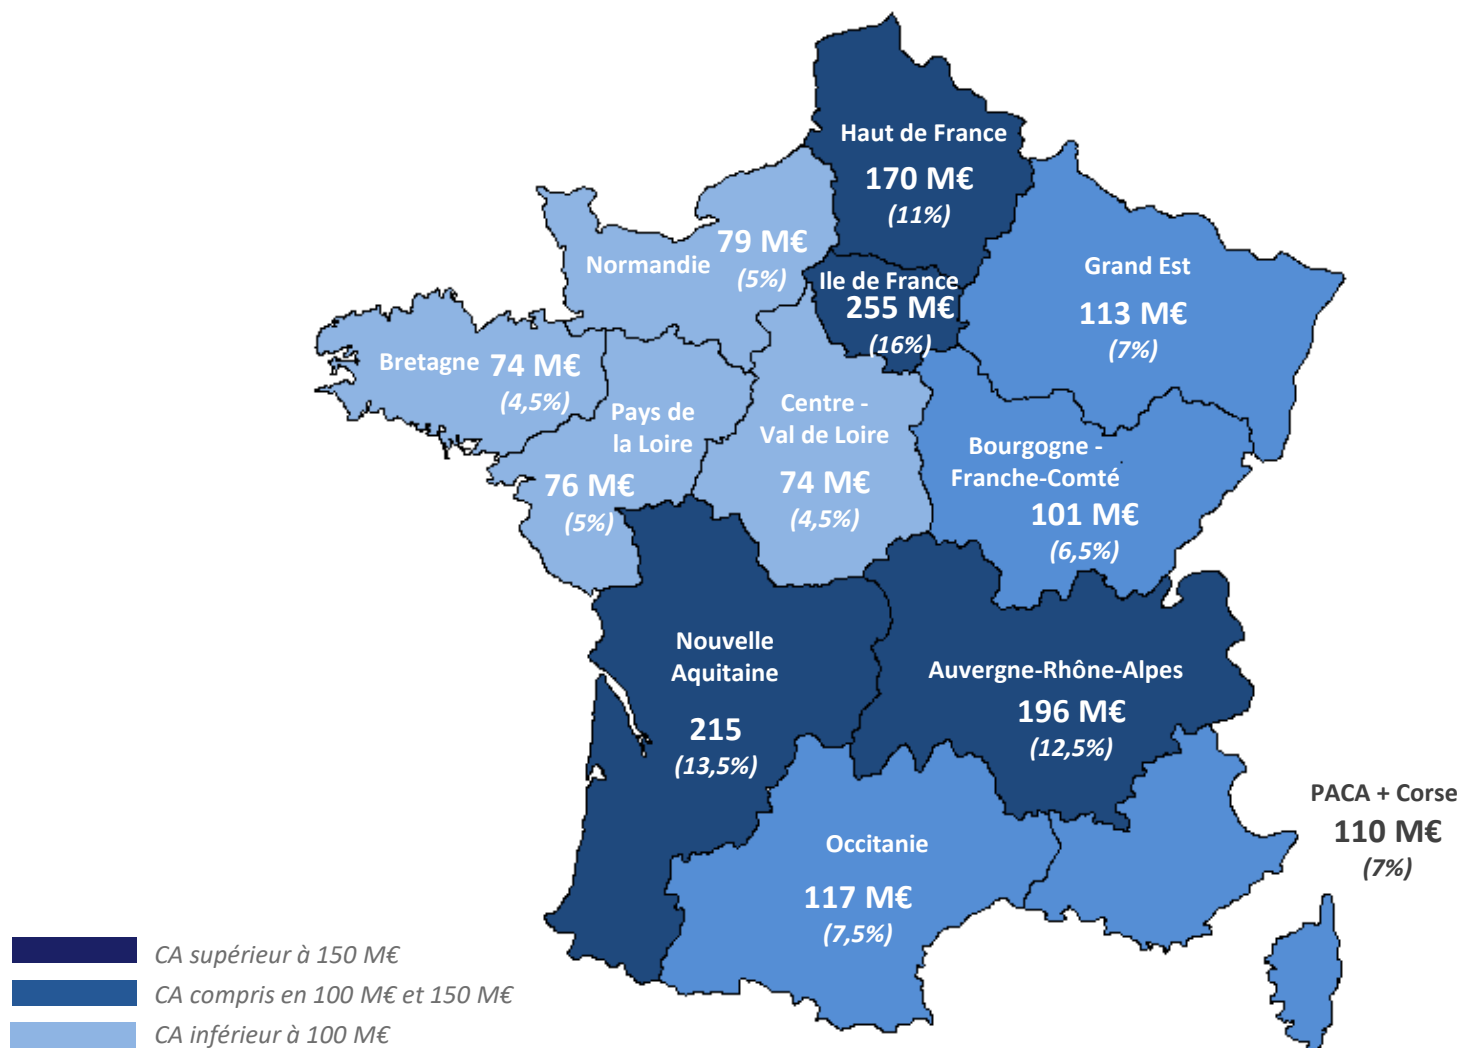 Haut de France
170 M€
(11%)
Normandie
79 M€
(5%)
Ile de France
255 M€
(16%)
Grand Est
113 M€
(7%)
Bretagne
74 M€
(4,5%)
Pays de
la Loire
76 M€
(5%)
Centre -
Val de Loire
74 M€
(4,5%)
Bourgogne -
Franche-Comté
101 M€
(6,5%)
Nouvelle
Aquitaine
215
(13,5%)
Auvergne-Rhône-Alpes
196 M€
(12,5%)
PACA + Corse
110 M€
(7%)
Occitanie
117 M€
(7,5%)
CA supérieur à 150 M€
CA compris en 100 M€ et 150 M€
CA inférieur à 100 M€